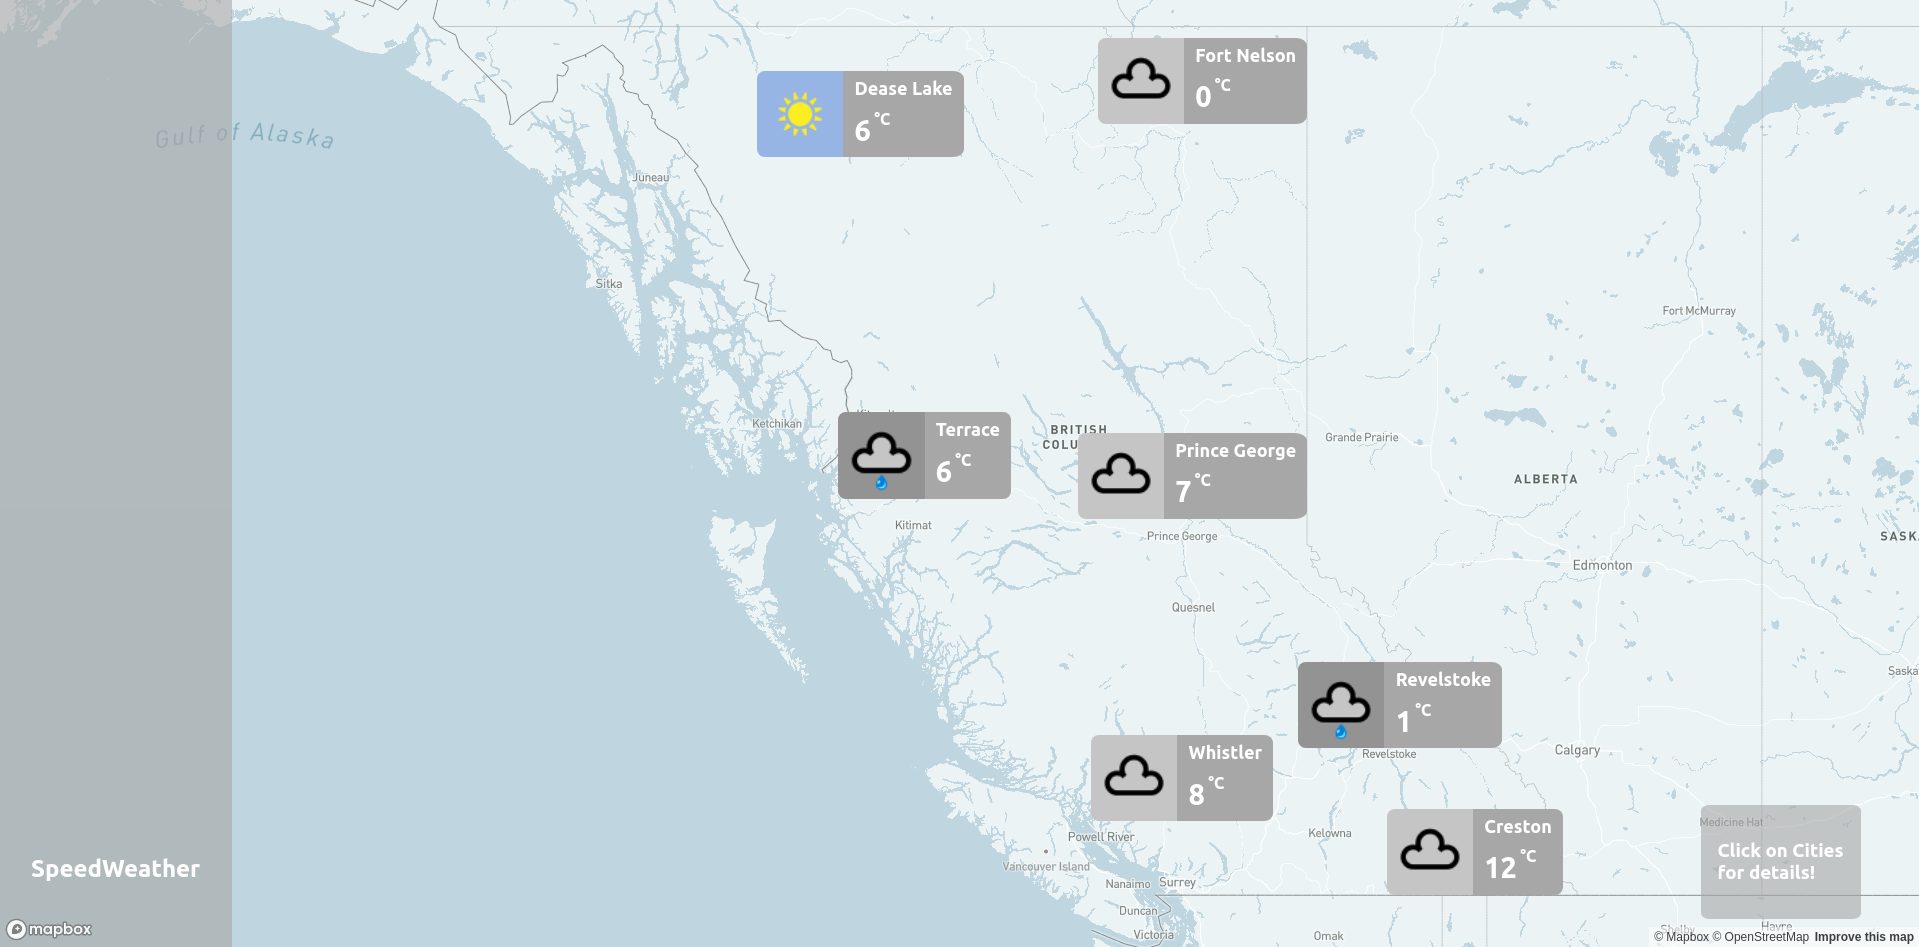 Gulf of Alaska
Fort Nelson
0 °C
Dease Lake
6 °C
Juneau
Sitka
Fort McMurray
Ketchikan
Terrace
6 °C
BRITISH
Prince George
7 °C
Grande Prairie
ALBERTA
Kitimat
Prince George
SASK
Edmonton
Quesnel
Saska
Revelstoke
1 °C
Revelstoke
Calgary
Whistler
8 °C
Medicine Hat
Creston
12 °C
Powell River
Kelowna
Click on Cities
for details!
Vancouver Island
SpeedWeather
Nanaimo
Surrey
Duncan
Victoria
Omak
Shelby
Havre
mapbox
© Mapbox © OpenStreetMap Improve this map